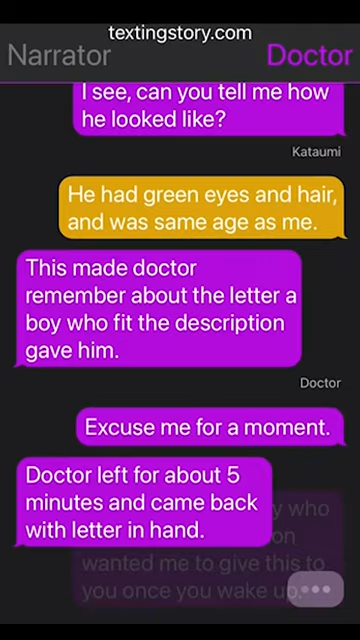 textingstory.com
Narrator Doctor
I see, can you tell me how
he looked like?
Kataumi
He had green eyes and hair,
and was same age as me.
This made doctor
remember about the letter a
boy who fit the description
gave him.
Doctor
Excuse me for a moment.
Doctor left for about 5
minutes and came back
with letter in hand.
y who
on
wanted me to give this to
you once you wake up.